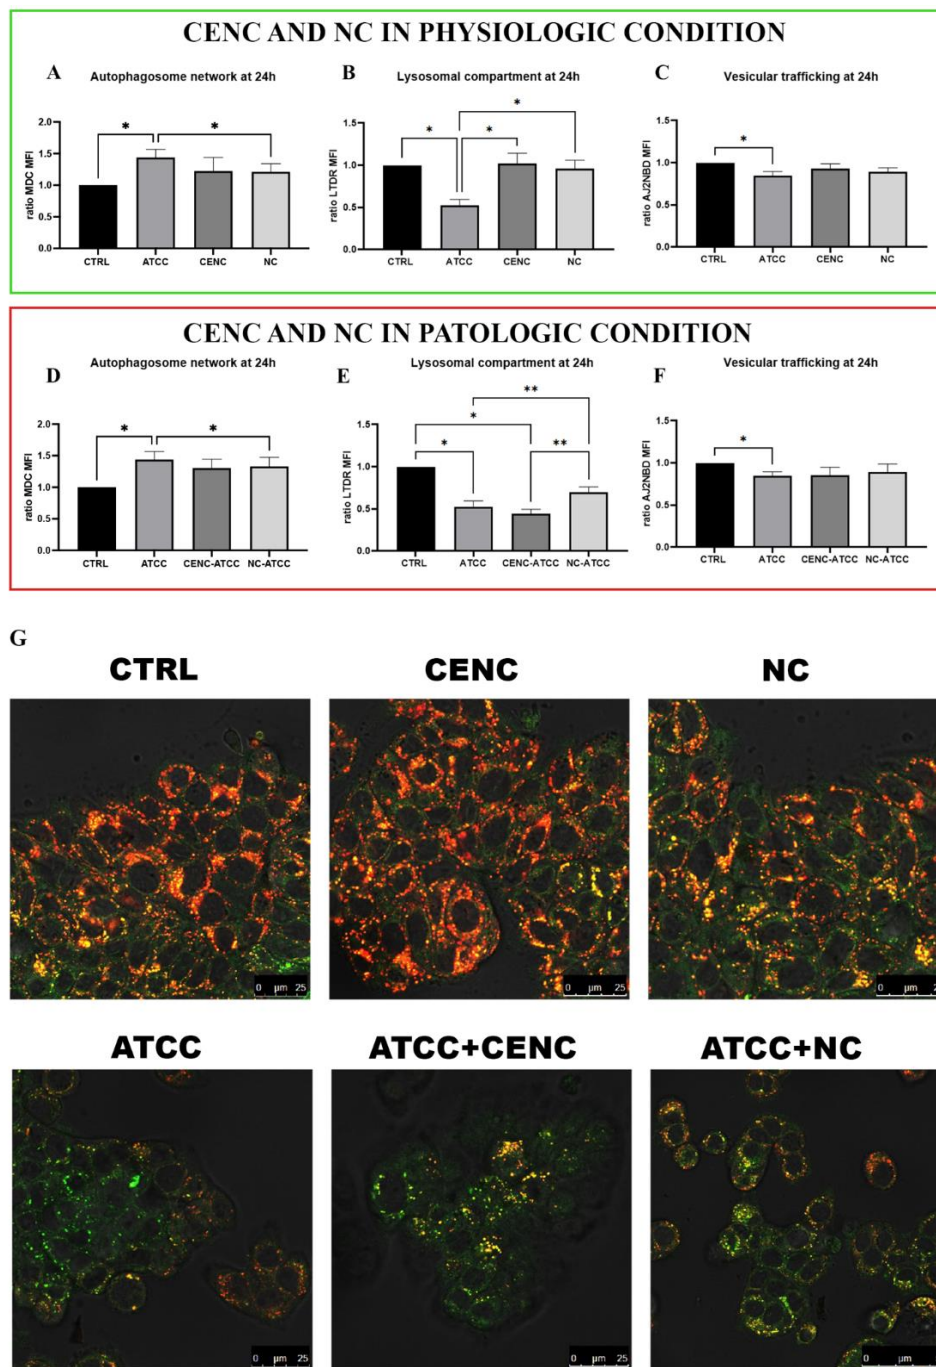 CENC AND NC IN PHYSIOLOGIC CONDITION
A
Autophagosome network at 24h
ratio MDC MFI
2.0
1.5
1.0
0.5
0.0
*
*
CTRL ATCC CENC NC
B
Lysosomal compartment at 24h
ratio LTDR MFI
1.5
1.0
0.5
0.0
*
* *
CTRL ATCC CENC NC
C
Vesicular trafficking at 24h
ratio AJ2NBD MFI
1.5
1.0
0.5
0.0
*
CTRL ATCC CENC NC
CENC AND NC IN PATOLOGIC CONDITION
D
Autophagosome network at 24h
ratio MDC MFI
2.0
1.5
1.0
0.5
0.0
*
*
CTRL ATCC CENC-ATCC NC-ATCC
E
Lysosomal compartment at 24h
ratio LTDR MFI
1.5
1.0
0.5
0.0
**
*
* **
CTRL ATCC CENC-ATCC NC-ATCC
F
Vesicular trafficking at 24h
ratio AJ2NBD MFI
1.5
1.0
0.5
0.0
*
CTRL ATCC CENC-ATCC NC-ATCC
G
CTRL CENC NC
0 µm 25
0 µm 25
0 µm 25
ATCC ATCC+CENC ATCC+NC
0 µm 25
0 µm 25
0 µm 25